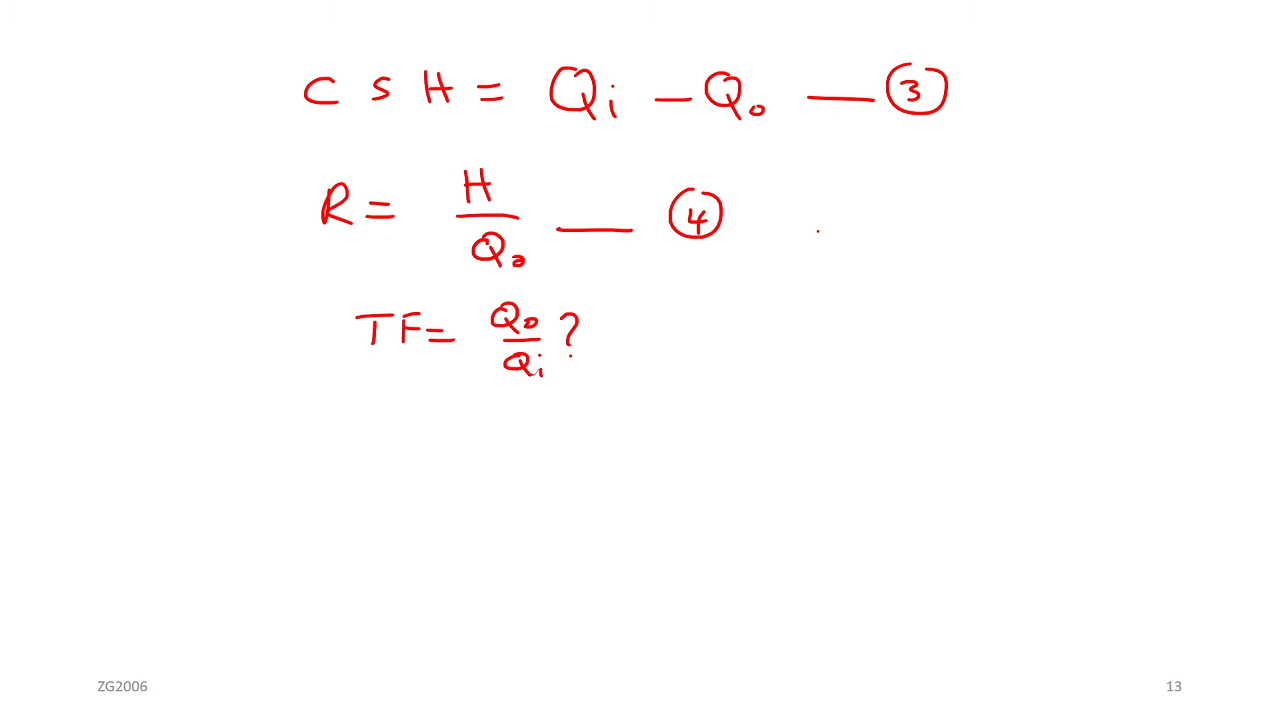 C S H = Qi — Qo —— ③
R = H / Qo —— ④
TF = Qo / Qi ?
ZG2006
13